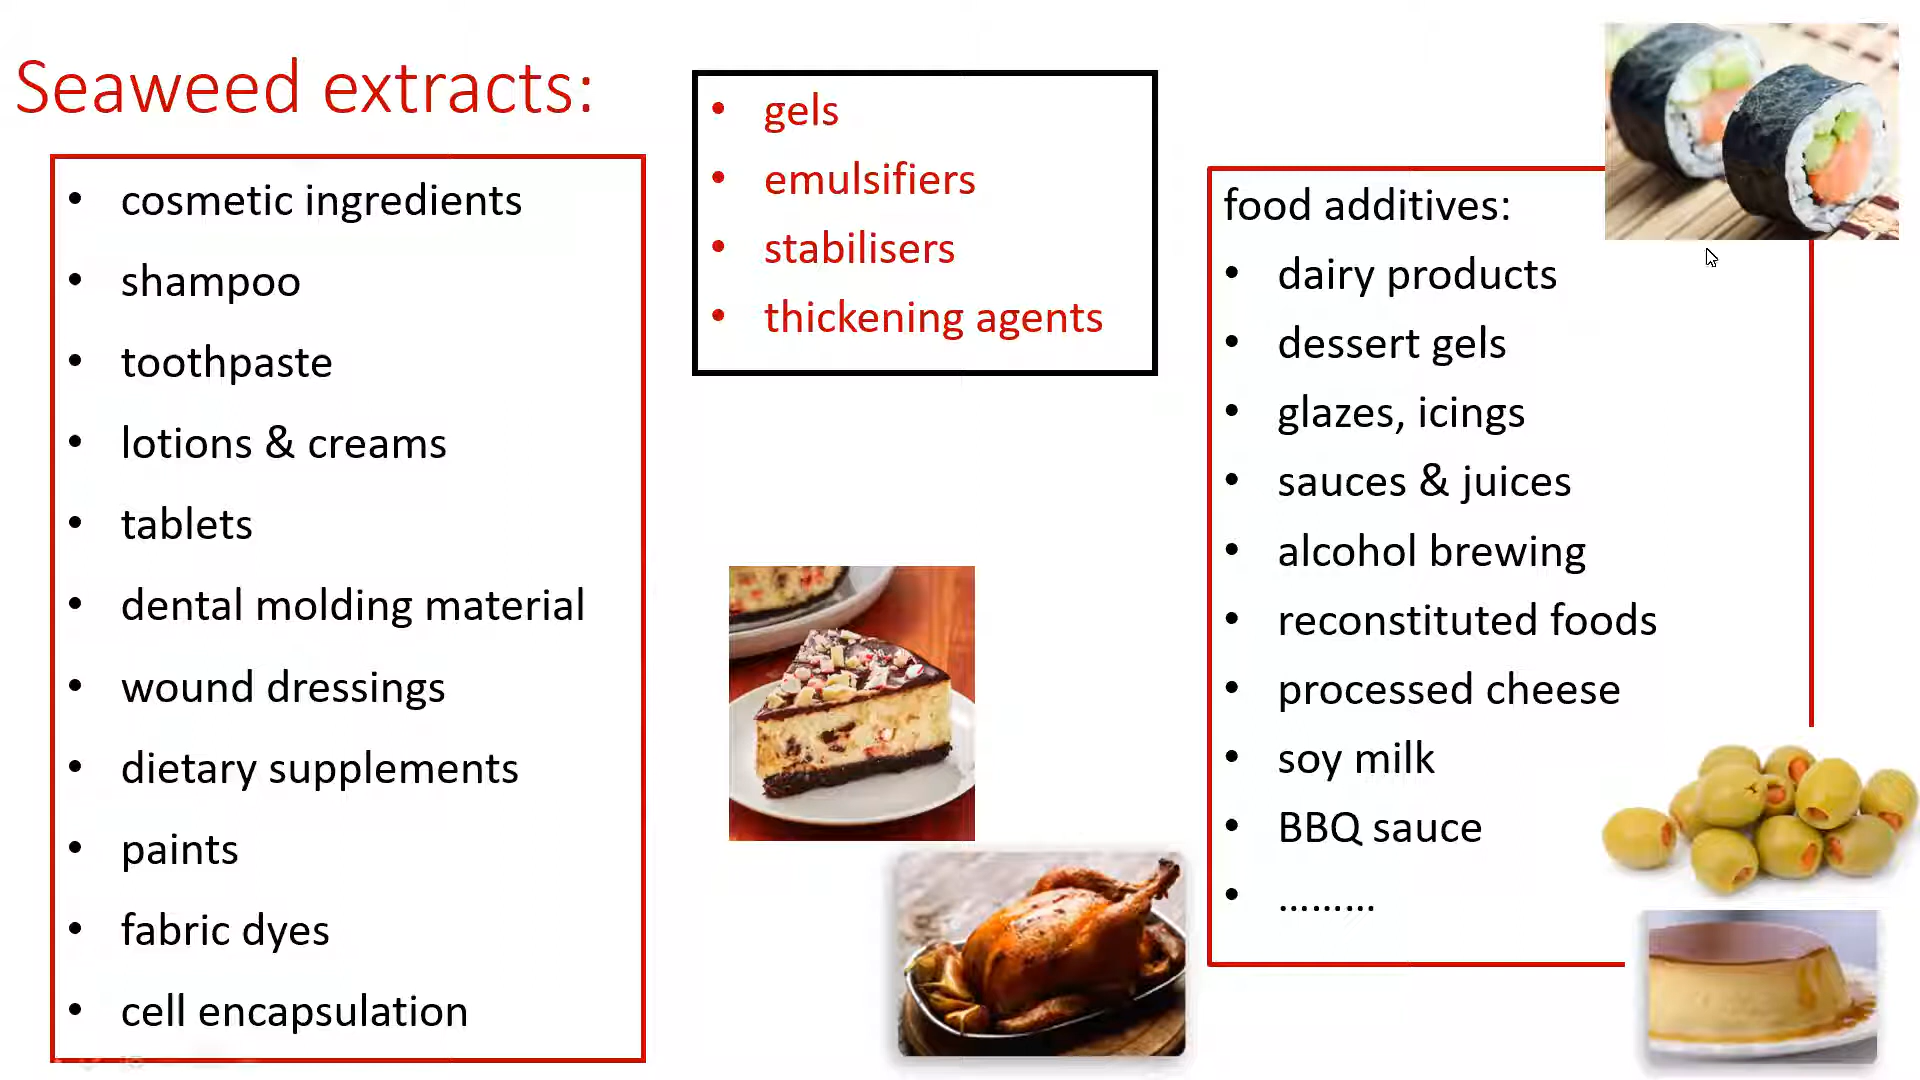 Seaweed extracts:
• cosmetic ingredients
• shampoo
• toothpaste
• lotions & creams
• tablets
• dental molding material
• wound dressings
• dietary supplements
• paints
• fabric dyes
• cell encapsulation
• gels
• emulsifiers
• stabilisers
• thickening agents
food additives:
• dairy products
• dessert gels
• glazes, icings
• sauces & juices
• alcohol brewing
• reconstituted foods
• processed cheese
• soy milk
• BBQ sauce
• .........